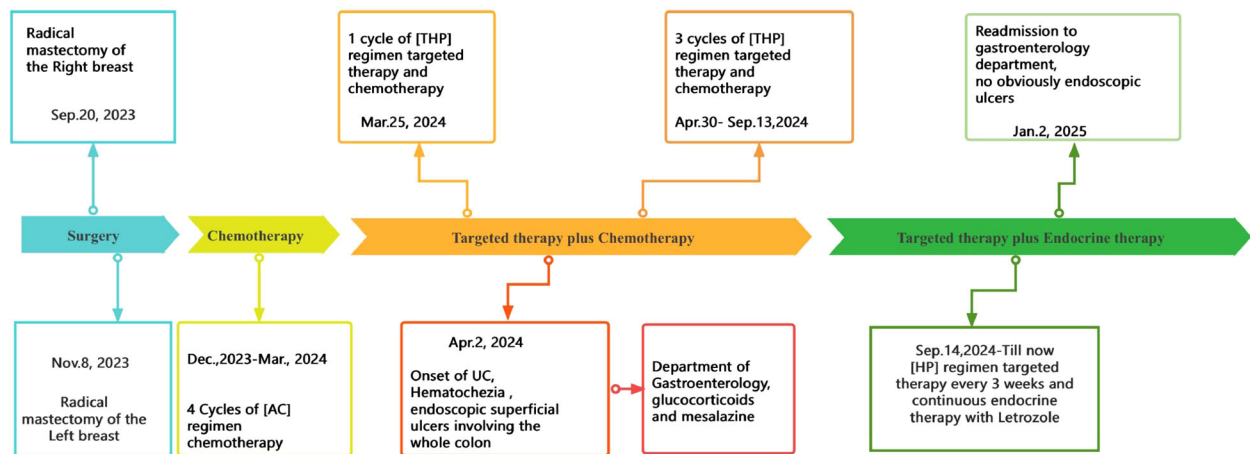 Radical
mastectomy of
the Right breast
Sep.20, 2023
1 cycle of [THP]
regimen targeted
therapy and
chemotherapy
Mar.25, 2024
3 cycles of [THP]
regimen targeted
therapy and
chemotherapy
Apr.30- Sep.13,2024
Readmission to
gastroenterology
department,
no obviously endoscopic
ulcers
Jan.2, 2025
Surgery
Chemotherapy
Targeted therapy plus Chemotherapy
Targeted therapy plus Endocrine therapy
Nov.8, 2023
Radical
mastectomy of the
Left breast
Dec.,2023-Mar., 2024
4 Cycles of [AC]
regimen
chemotherapy
Apr.2, 2024
Onset of UC,
Hematochezia ,
endoscopic superficial
ulcers involving the
whole colon
Department of
Gastroenterology,
glucocorticoids
and mesalazine
Sep.14,2024-Till now
[HP] regimen targeted
therapy every 3 weeks and
continuous endocrine
therapy with Letrozole